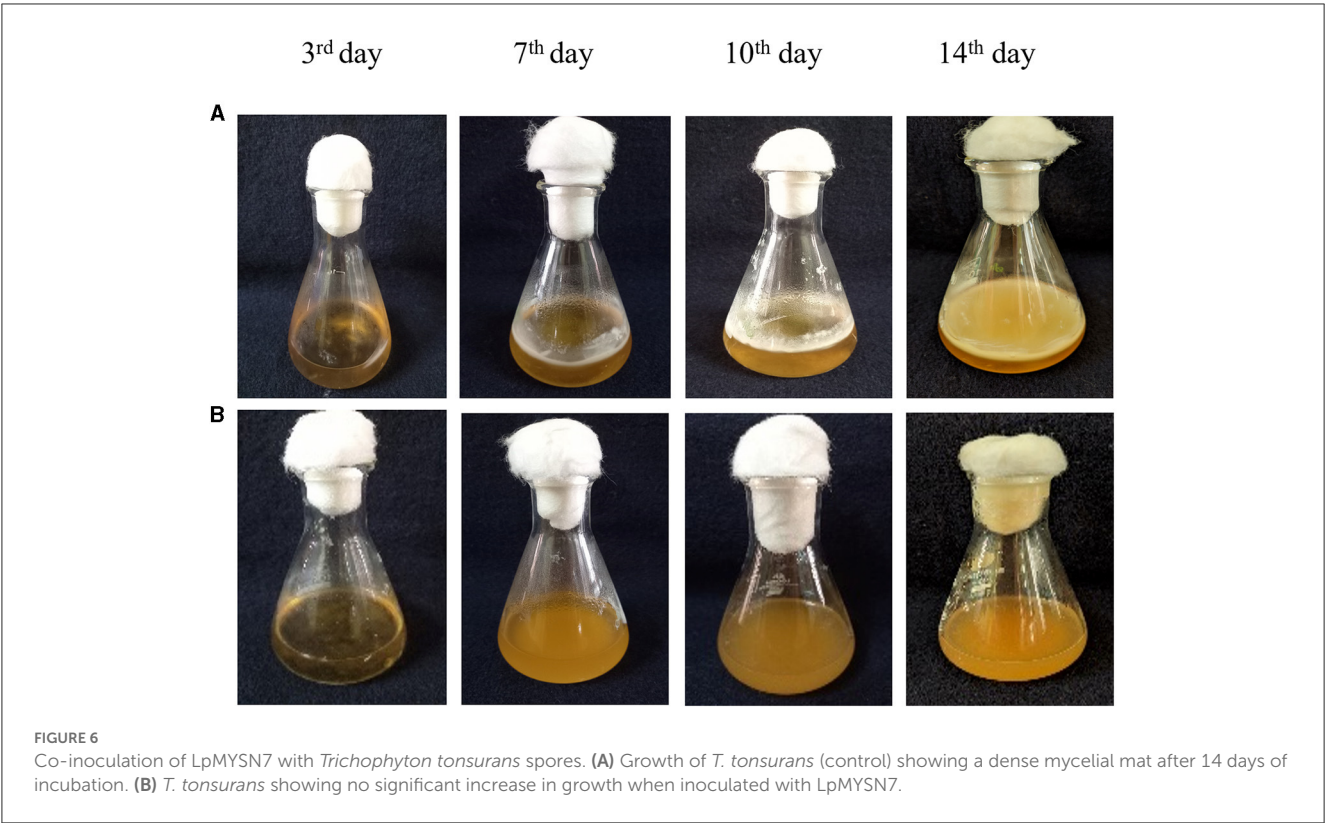 3rd day 7th day 10th day 14th day
A
B
FIGURE 6
Co-inoculation of LpMYSN7 with Trichophyton tonsurans spores. (A) Growth of T. tonsurans (control) showing a dense mycelial mat after 14 days of
incubation. (B) T. tonsurans showing no significant increase in growth when inoculated with LpMYSN7.